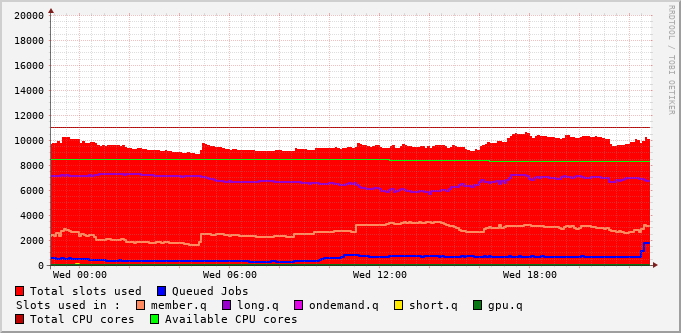 20000
18000
16000
14000
12000
10000
8000
6000
4000
2000
0
Wed 00:00 Wed 06:00 Wed 12:00 Wed 18:00
Total slots used Queued Jobs
Slots used in : member.q long.q ondemand.q short.q gpu.q
Total CPU cores Available CPU cores
RRDTOOL / TOBI OETIKER